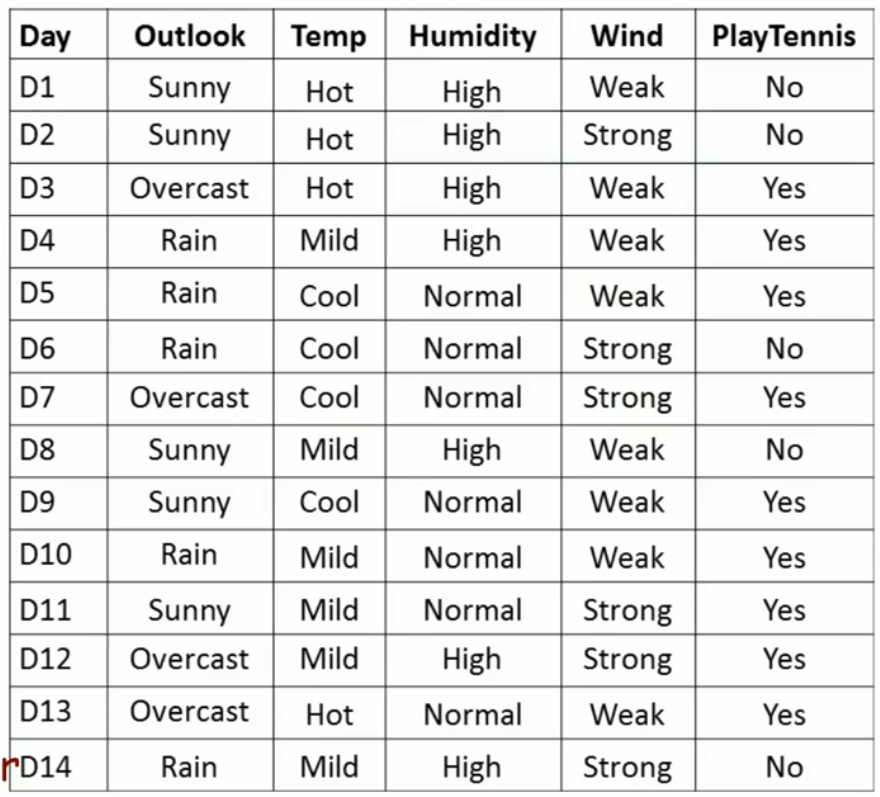 Day Outlook Temp Humidity Wind PlayTennis
D1 Sunny Hot High Weak No
D2 Sunny Hot High Strong No
D3 Overcast Hot High Weak Yes
D4 Rain Mild High Weak Yes
D5 Rain Cool Normal Weak Yes
D6 Rain Cool Normal Strong No
D7 Overcast Cool Normal Strong Yes
D8 Sunny Mild High Weak No
D9 Sunny Cool Normal Weak Yes
D10 Rain Mild Normal Weak Yes
D11 Sunny Mild Normal Strong Yes
D12 Overcast Mild High Strong Yes
D13 Overcast Hot Normal Weak Yes
r D14 Rain Mild High Strong No